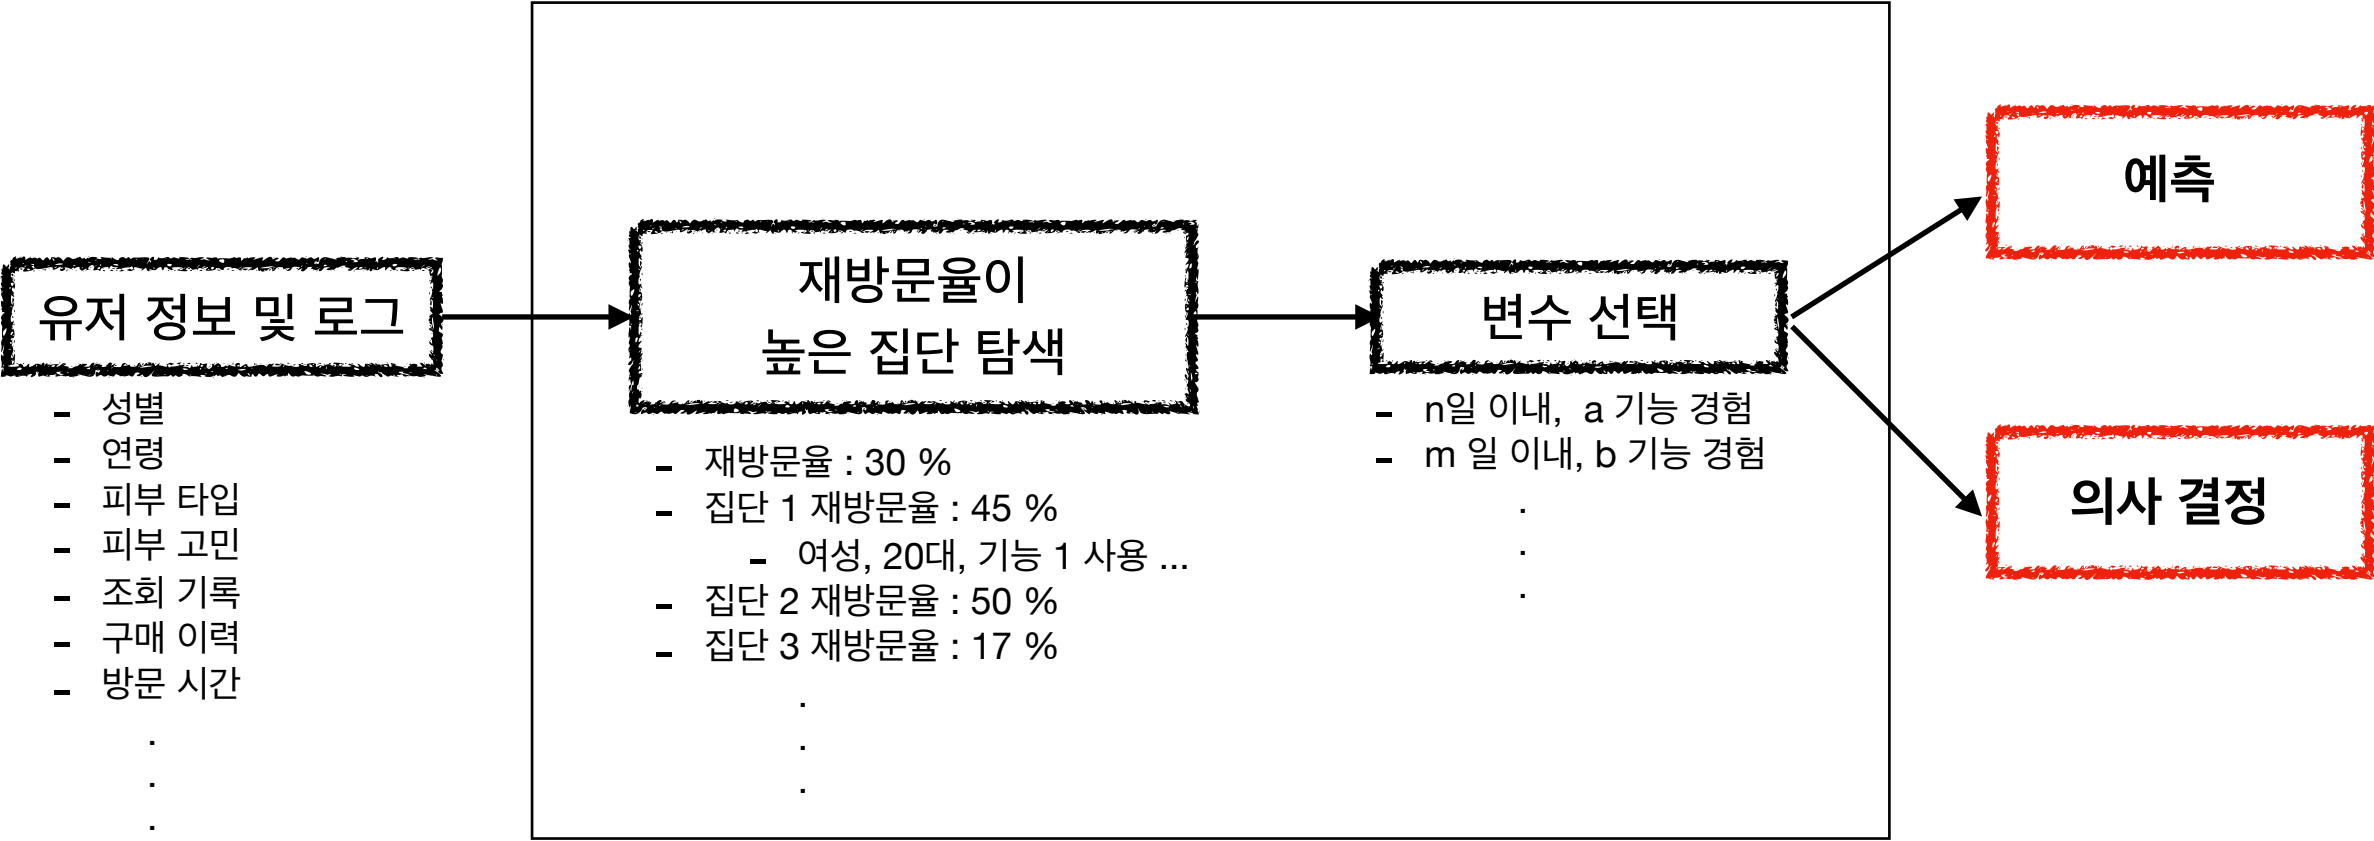 유저 정보 및 로그
- 성별
- 연령
- 피부 타입
- 피부 고민
- 조회 기록
- 구매 이력
- 방문 시간
.
.
.
재방문율이
높은 집단 탐색
- 재방문율 : 30 %
- 집단 1 재방문율 : 45 %
- 여성, 20대, 기능 1 사용 ...
- 집단 2 재방문율 : 50 %
- 집단 3 재방문율 : 17 %
.
.
.
변수 선택
- n일 이내, a 기능 경험
- m 일 이내, b 기능 경험
.
.
.
예측
의사 결정